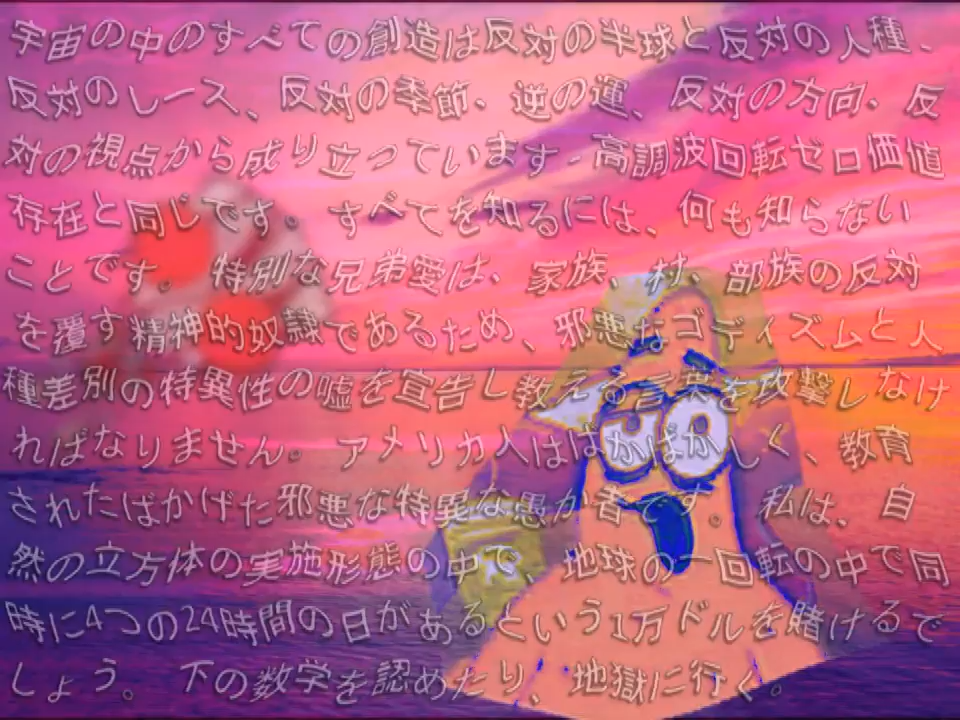 宇宙の中のすべての創造は反対の半球と反対の人種、
反対のレース、反対の季節、逆の運、反対の方向、反
対の視点から成り立っています-高調波回転ゼロ価値
存在と同じです。すべてを知るには、何も知らない
ことです。特別な兄弟愛は、家族、村、部族の反対
を覆す精神的奴隷であるため、邪悪なゴディズムと人
種差別の特異性の嘘を宣告し教える言葉を攻撃しなけ
ればなりません。アメリカ人はばかばかしく、教育
されたばかげた邪悪な特異な愚か者です。私は、自
然の立方体の実施形態の中で、地球の一回転の中で同
時に4つの24時間の日があるという1万ドルを賭けるで
しょう。下の数学を認めたり、地獄に行く。